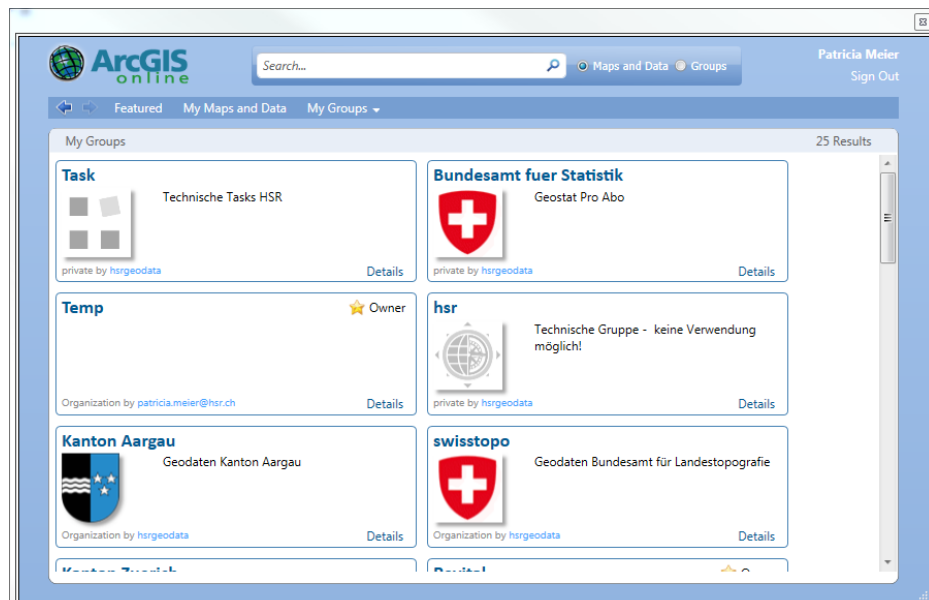 ArcGIS
online
Search...
Maps and Data
Groups
Patricia Meier
Sign Out
Featured
My Maps and Data
My Groups
My Groups
25 Results
Task
Technische Tasks HSR
private by hsrgeodata
Details
Bundesamt fuer Statistik
Geostat Pro Abo
private by hsrgeodata
Details
Temp
Owner
Organization by patricia.meier@hsr.ch
Details
hsr
Technische Gruppe - keine Verwendung
möglich!
private by hsrgeodata
Details
Kanton Aargau
Geodaten Kanton Aargau
Organization by hsrgeodata
Details
swisstopo
Geodaten Bundesamt für Landestopografie
Organization by hsrgeodata
Details
Kanton Zuerich